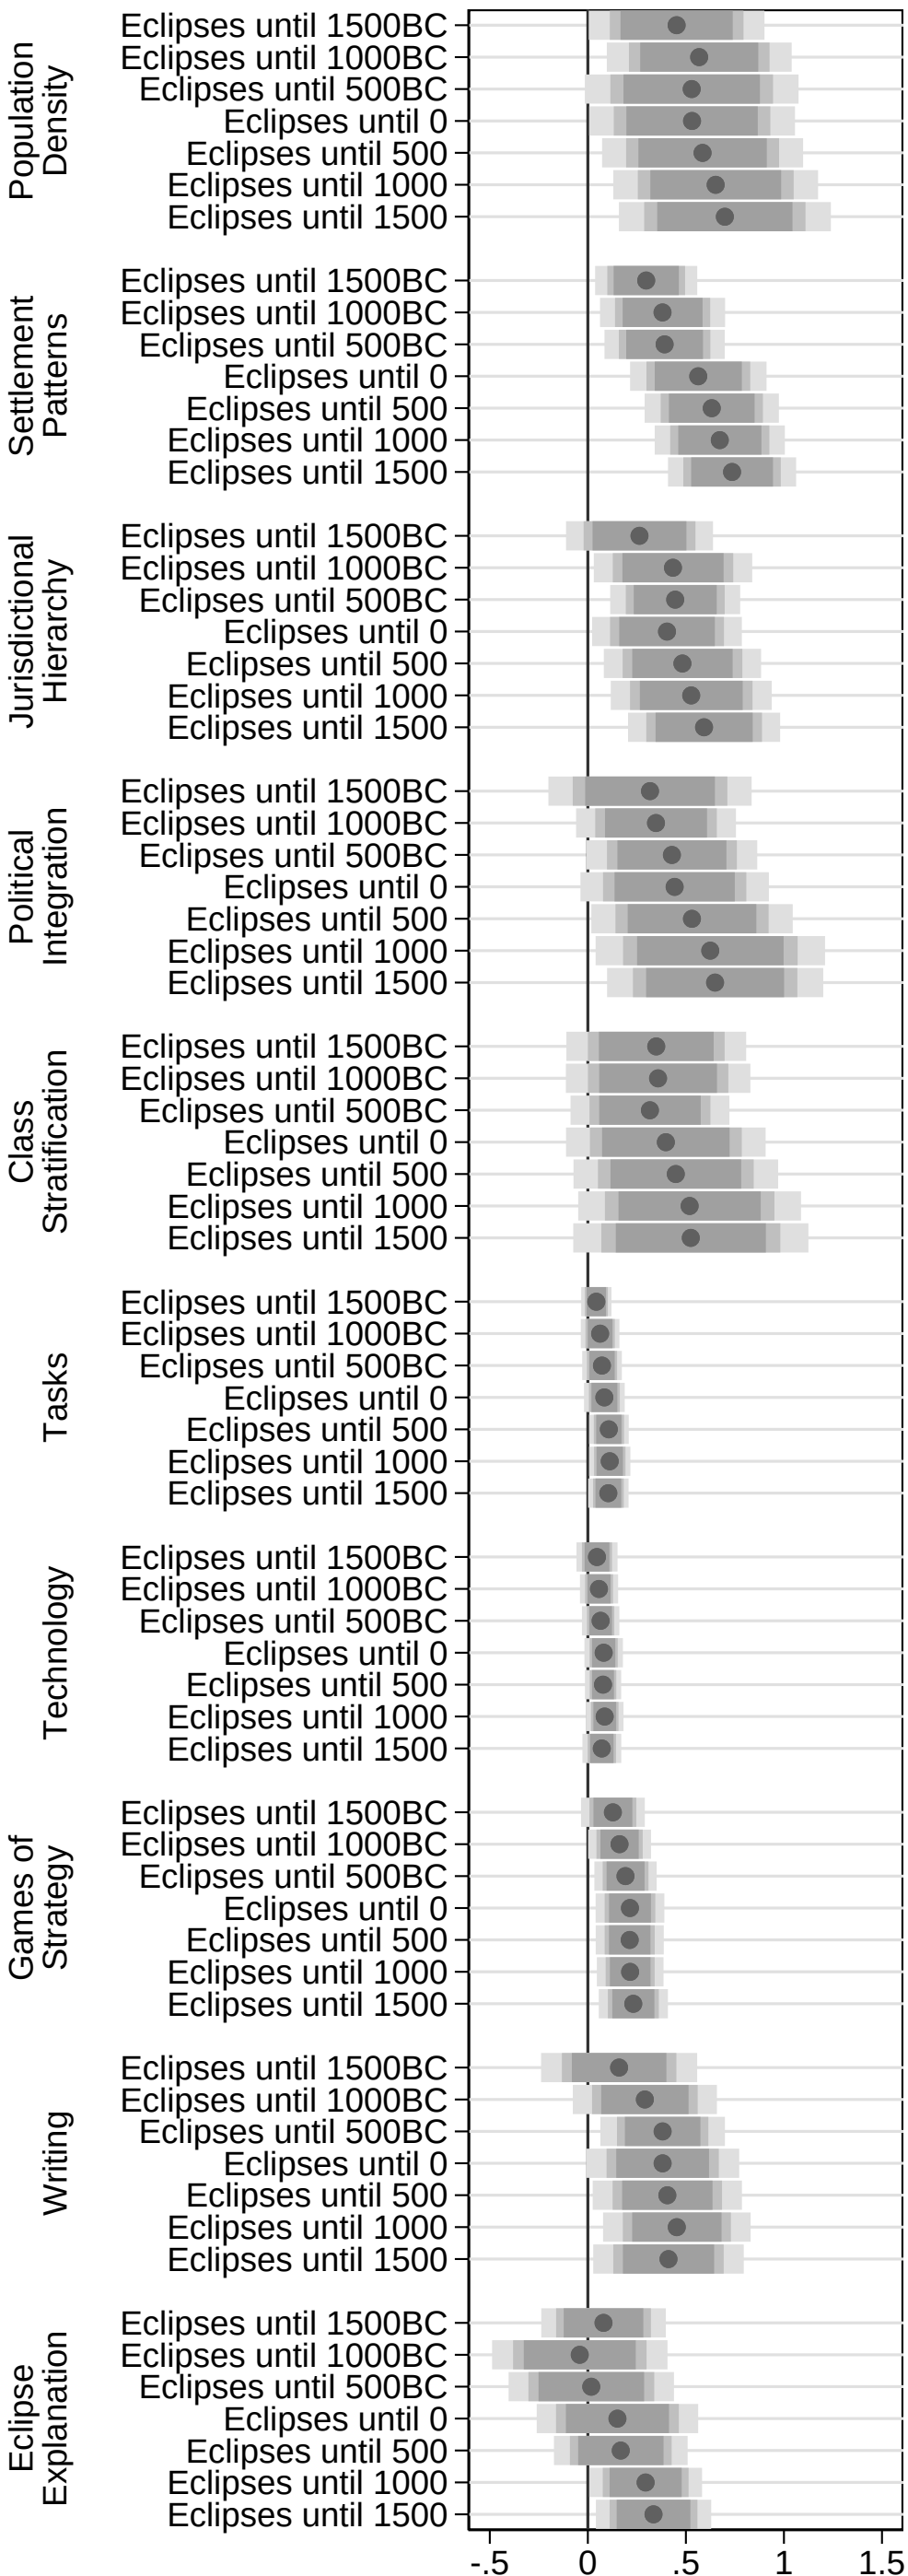 Population
Density
Eclipses until 1500BC
Eclipses until 1000BC
Eclipses until 500BC
Eclipses until 0
Eclipses until 500
Eclipses until 1000
Eclipses until 1500
Settlement
Patterns
Eclipses until 1500BC
Eclipses until 1000BC
Eclipses until 500BC
Eclipses until 0
Eclipses until 500
Eclipses until 1000
Eclipses until 1500
Jurisdictional
Hierarchy
Eclipses until 1500BC
Eclipses until 1000BC
Eclipses until 500BC
Eclipses until 0
Eclipses until 500
Eclipses until 1000
Eclipses until 1500
Political
Integration
Eclipses until 1500BC
Eclipses until 1000BC
Eclipses until 500BC
Eclipses until 0
Eclipses until 500
Eclipses until 1000
Eclipses until 1500
Class
Stratification
Eclipses until 1500BC
Eclipses until 1000BC
Eclipses until 500BC
Eclipses until 0
Eclipses until 500
Eclipses until 1000
Eclipses until 1500
Tasks
Eclipses until 1500BC
Eclipses until 1000BC
Eclipses until 500BC
Eclipses until 0
Eclipses until 500
Eclipses until 1000
Eclipses until 1500
Technology
Eclipses until 1500BC
Eclipses until 1000BC
Eclipses until 500BC
Eclipses until 0
Eclipses until 500
Eclipses until 1000
Eclipses until 1500
Games of
Strategy
Eclipses until 1500BC
Eclipses until 1000BC
Eclipses until 500BC
Eclipses until 0
Eclipses until 500
Eclipses until 1000
Eclipses until 1500
Writing
Eclipses until 1500BC
Eclipses until 1000BC
Eclipses until 500BC
Eclipses until 0
Eclipses until 500
Eclipses until 1000
Eclipses until 1500
Eclipse
Explanation
Eclipses until 1500BC
Eclipses until 1000BC
Eclipses until 500BC
Eclipses until 0
Eclipses until 500
Eclipses until 1000
Eclipses until 1500
-.5 0 .5 1 1.5